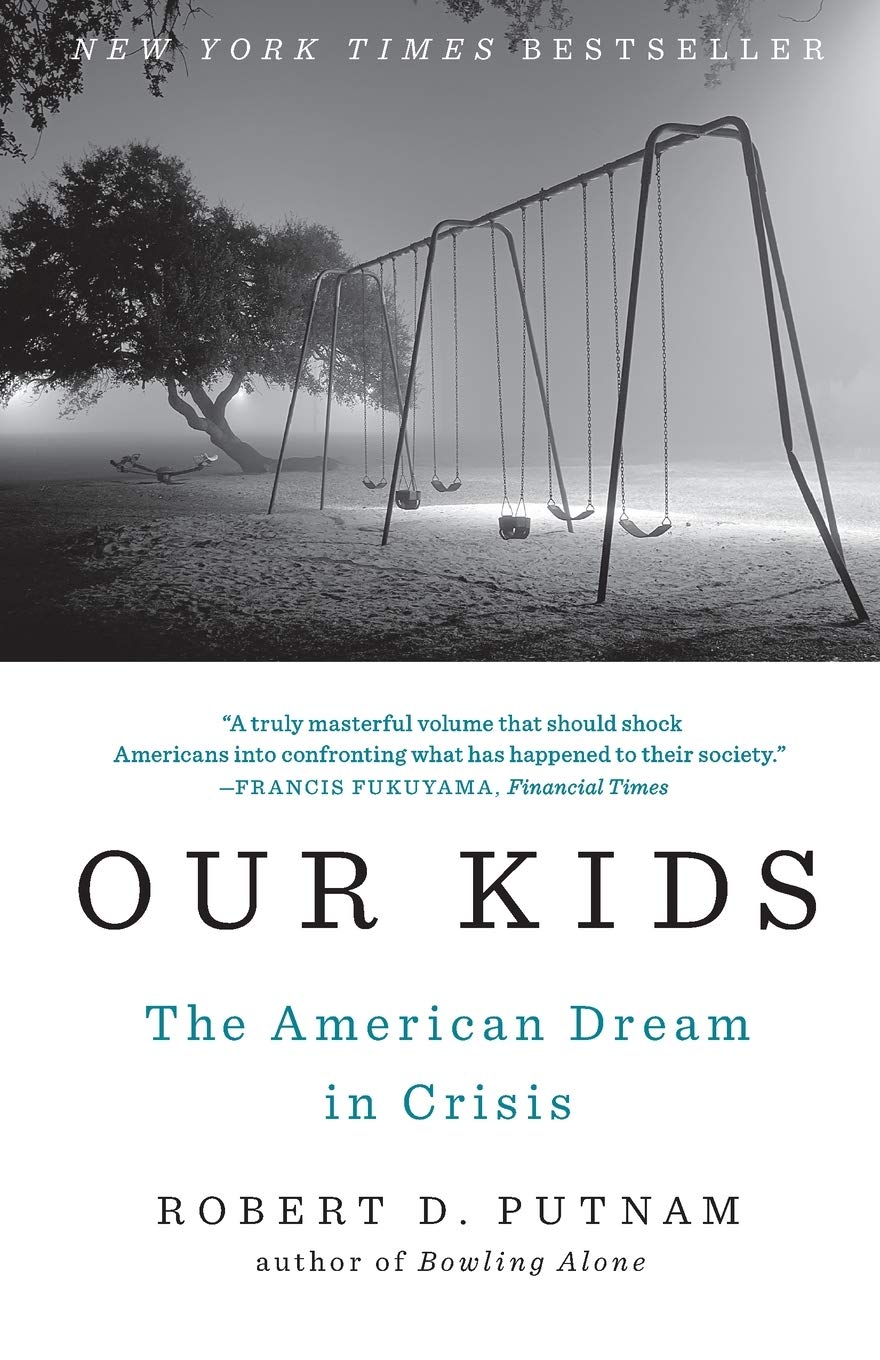 NEW YORK TIMES BESTSELLER
“A truly masterful volume that should shock
Americans into confronting what has happened to their society.”
—FRANCIS FUKUYAMA, Financial Times
OUR KIDS
The American Dream
in Crisis
ROBERT D. PUTNAM
author of Bowling Alone